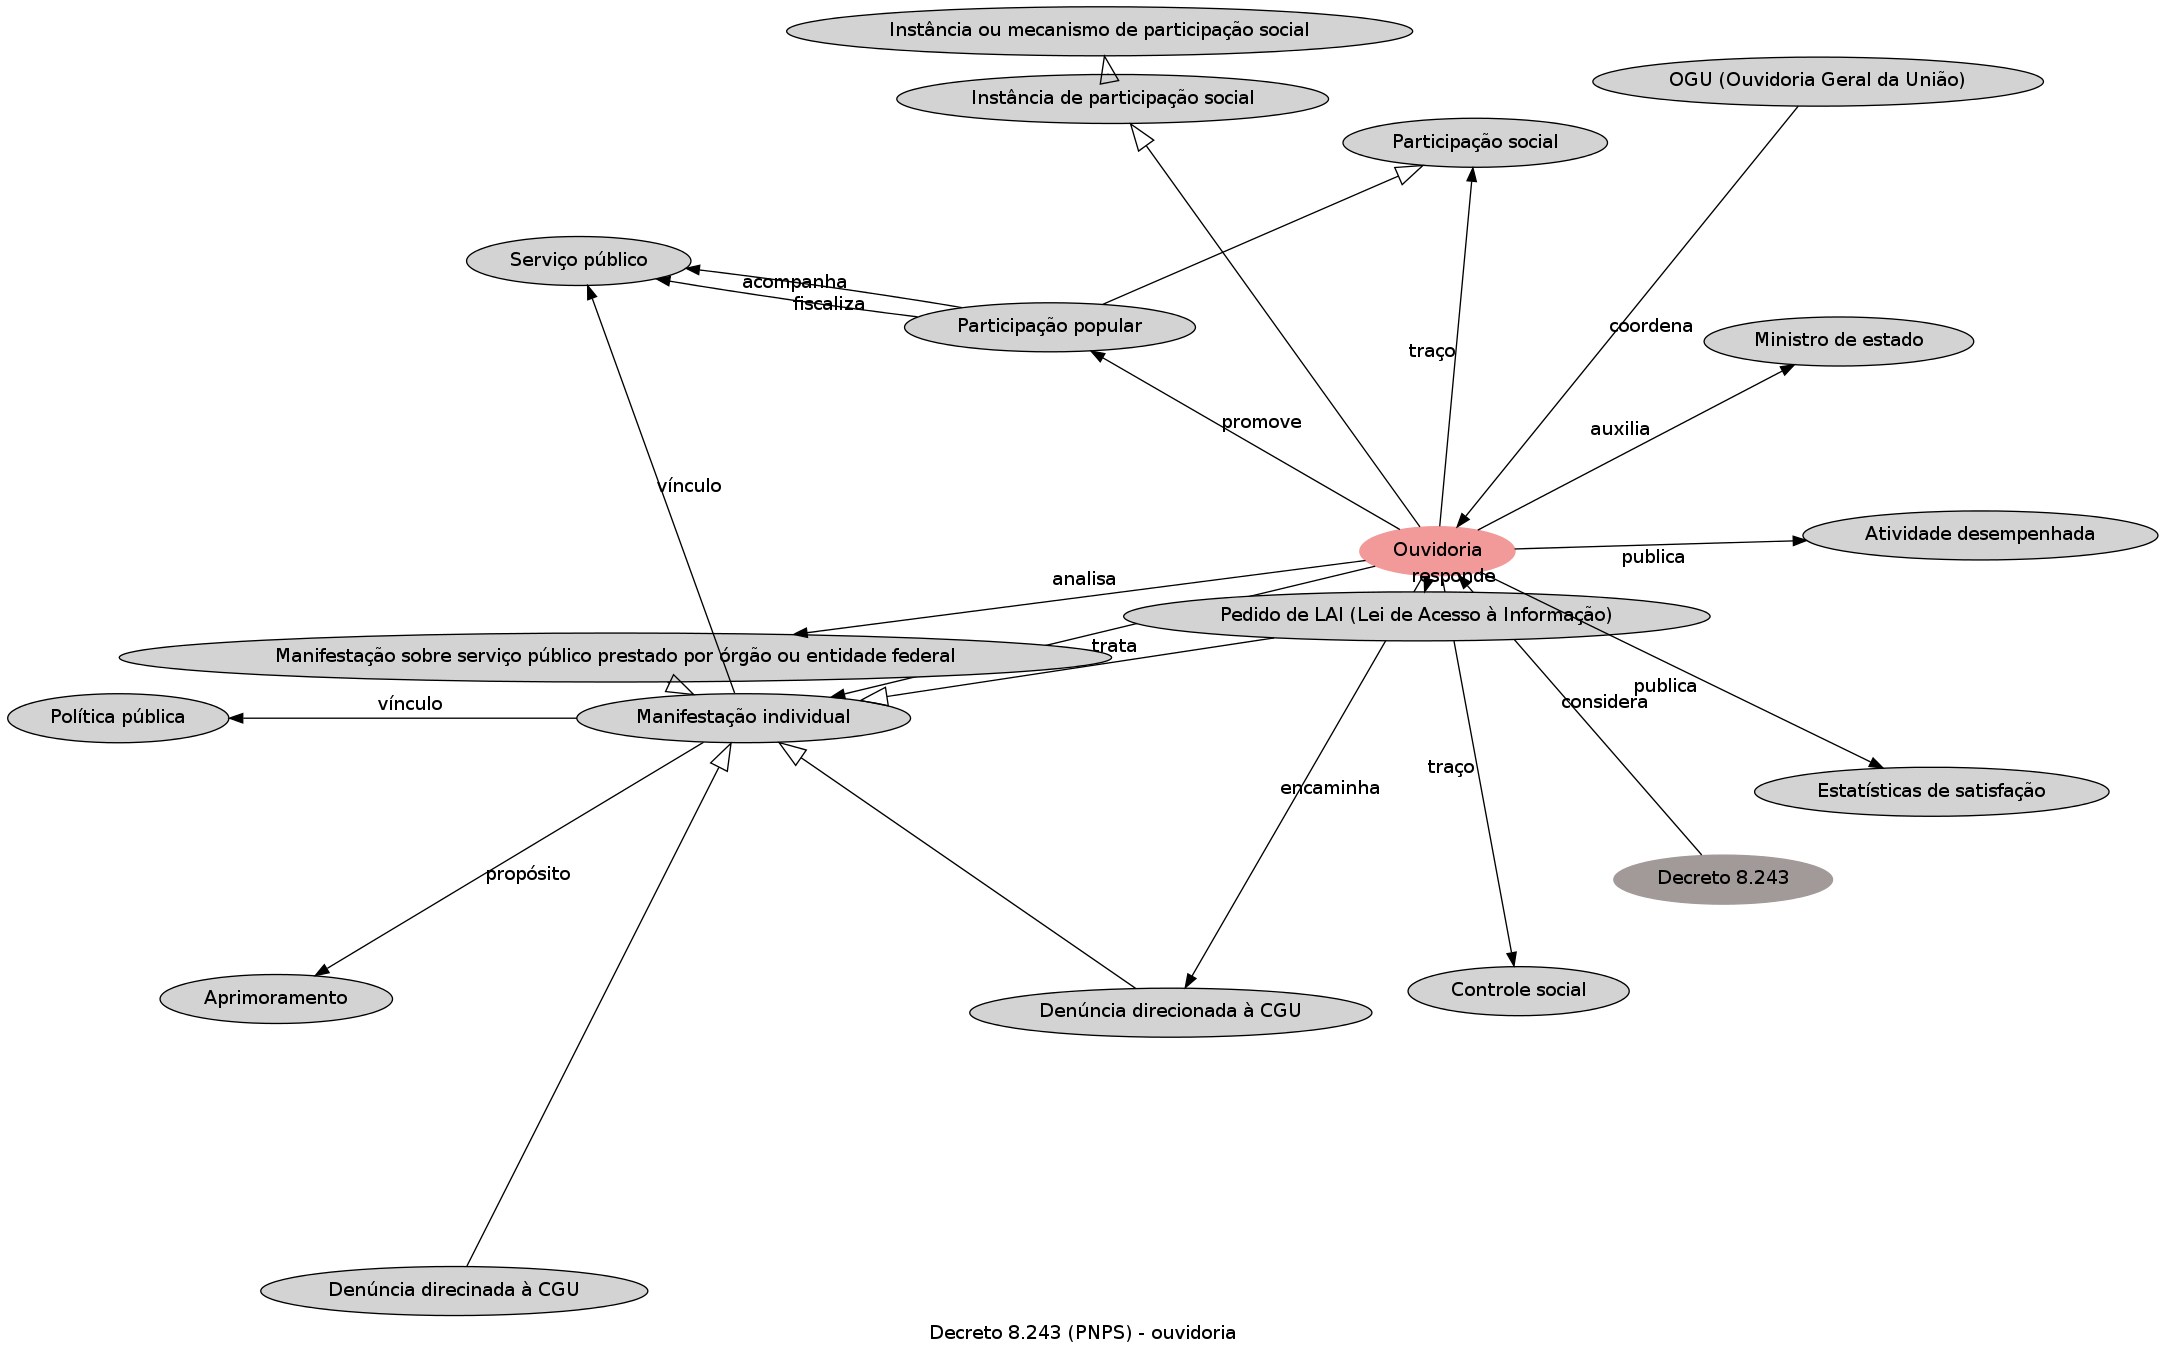 Instância ou mecanismo de participação social
OGU (Ouvidoria Geral da União)
Instância de participação social
Participação social
Serviço público
acompanha
fiscaliza
Participação popular
coordena
Ministro de estado
traço
promove
auxilia
vínculo
Atividade desempenhada
Ouvidoria
publica
responde
analisa
Pedido de LAI (Lei de Acesso à Informação)
trata
Manifestação sobre serviço público prestado por órgão ou entidade federal
publica
considera
vínculo
Política pública
Manifestação individual
traço
encaminha
Estatísticas de satisfação
propósito
Decreto 8.243
Controle social
Aprimoramento
Denúncia direcionada à CGU
Denúncia direcinada à CGU
Decreto 8.243 (PNPS) - ouvidoria